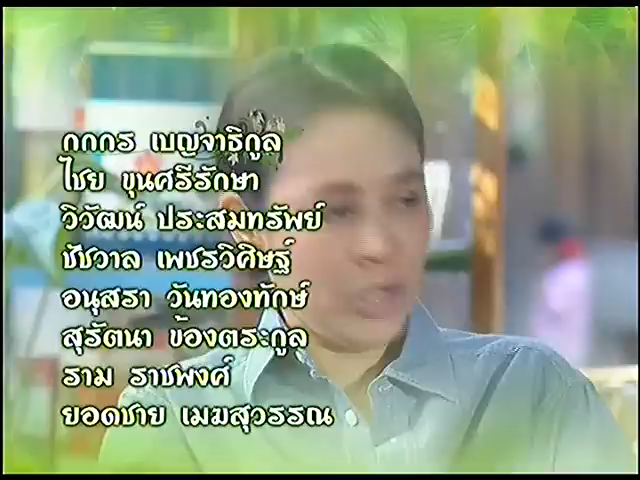 กกกร เบญจาธิกูล
ไชย ขุนศรีรักษา
วิวัฒน์ ประสมทรัพย์
ชัชวาล เพชรวิศิษฐ์
อนุสรา วันทองทักษ์
สุรัตนา ข้องตระกูล
ราม ราชพงศ์
ยอดชาย เมฆสุวรรณ